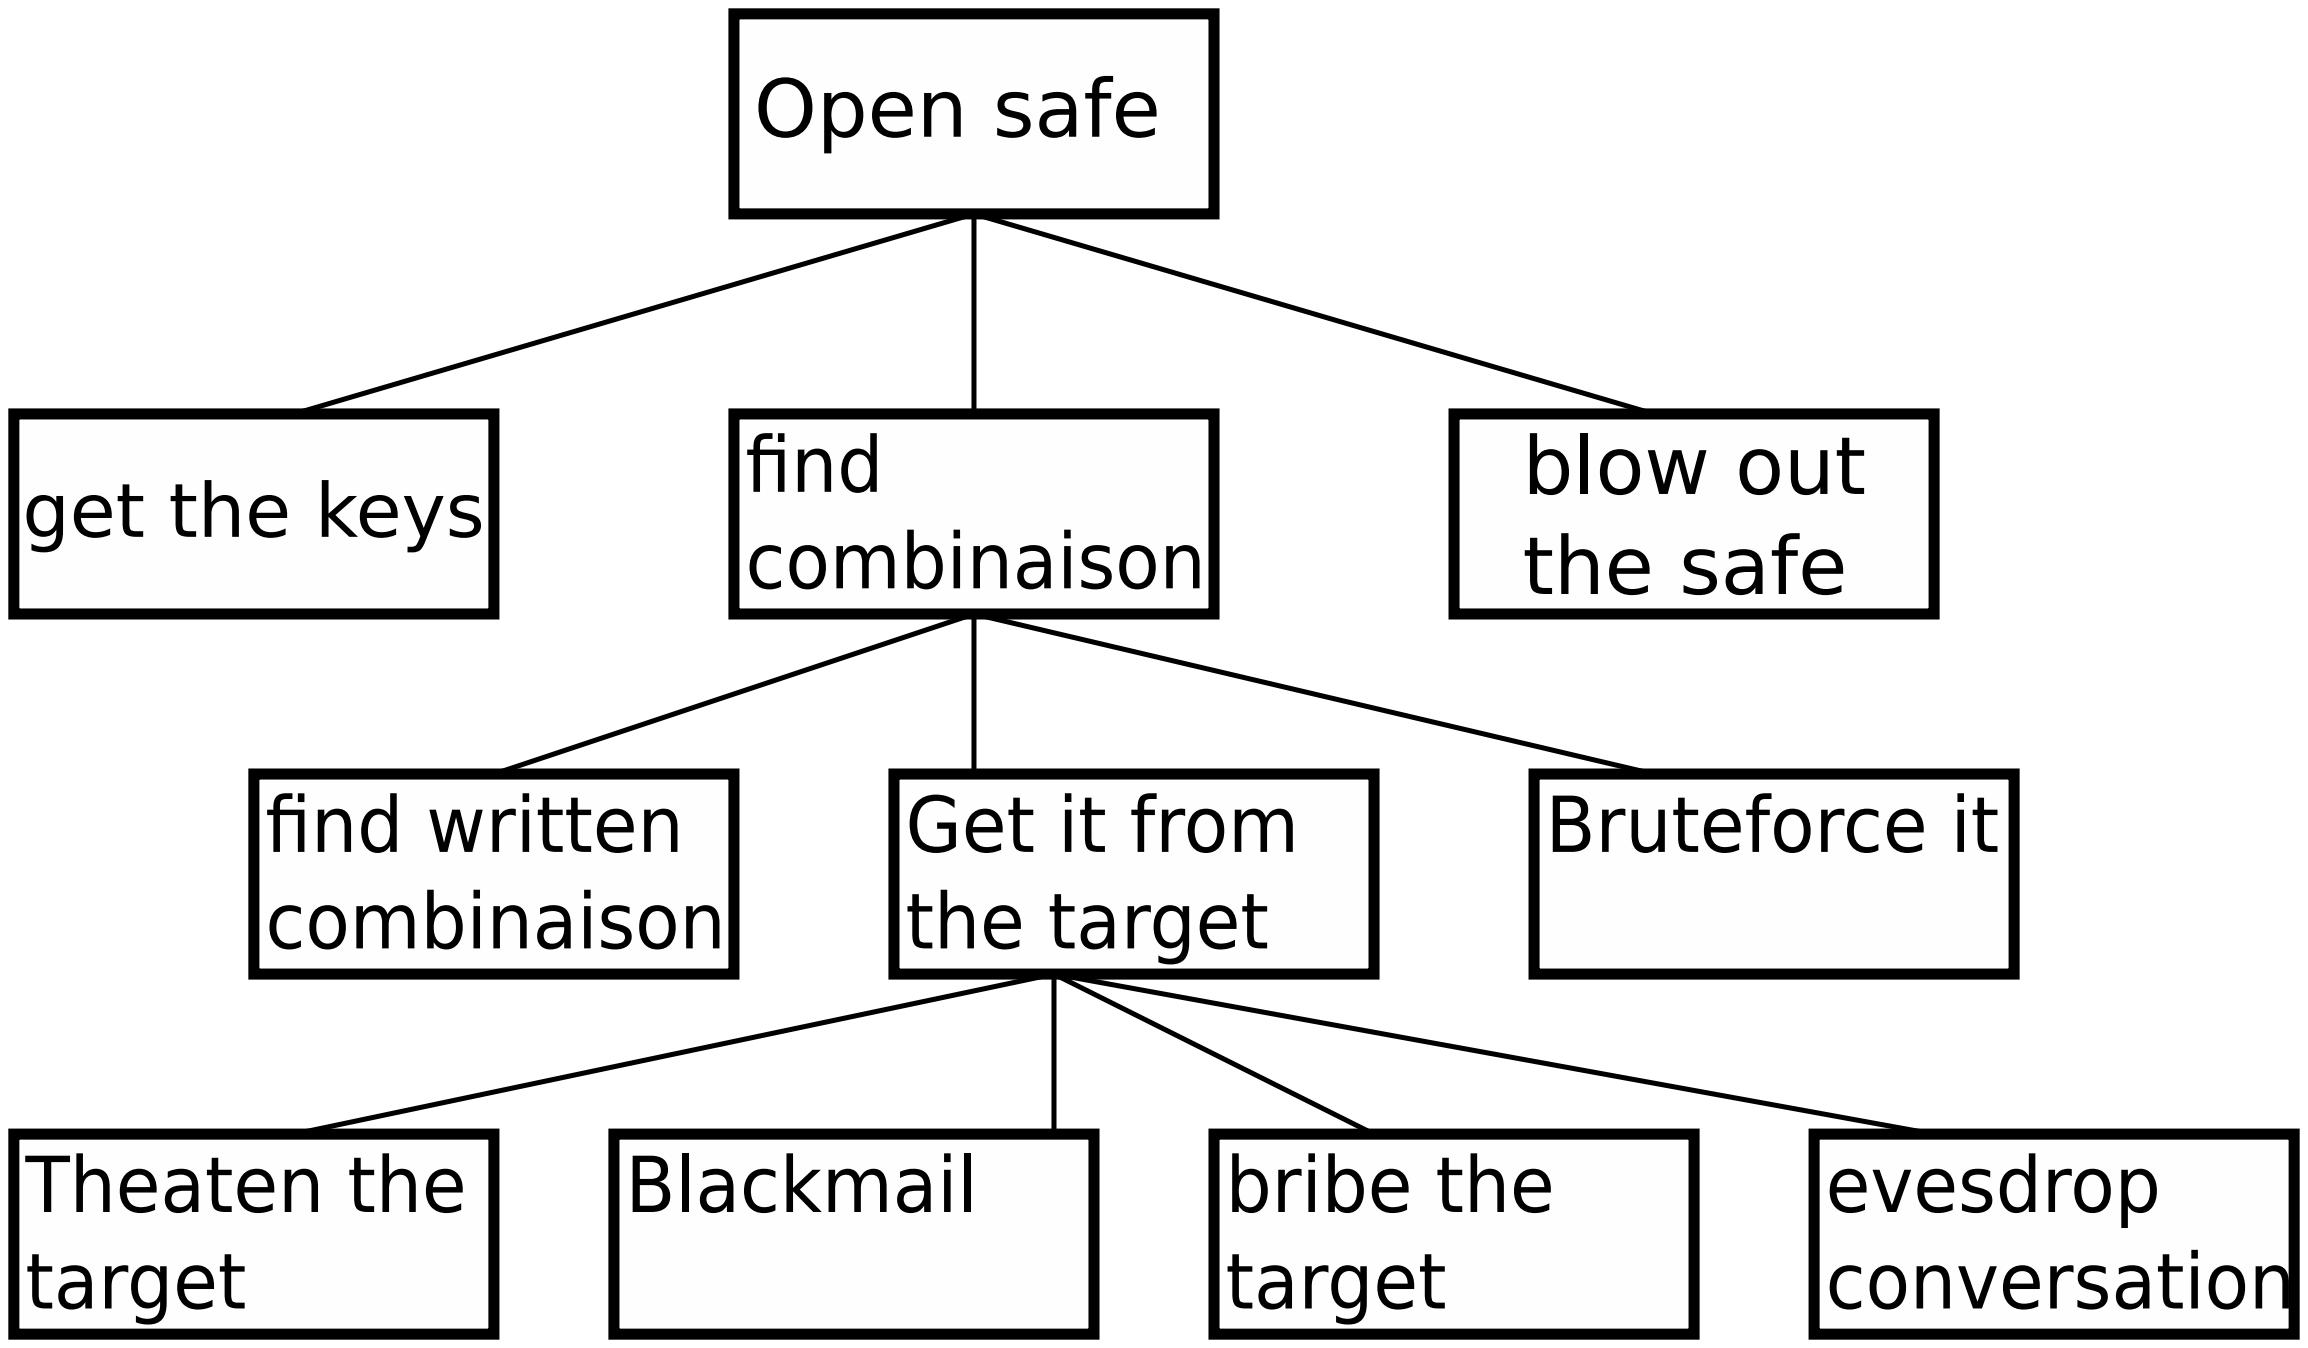 Open safe
get the keys
find
combinaison
blow out
the safe
find written
combinaison
Get it from
the target
Bruteforce it
Theaten the
target
Blackmail
bribe the
target
evesdrop
conversation